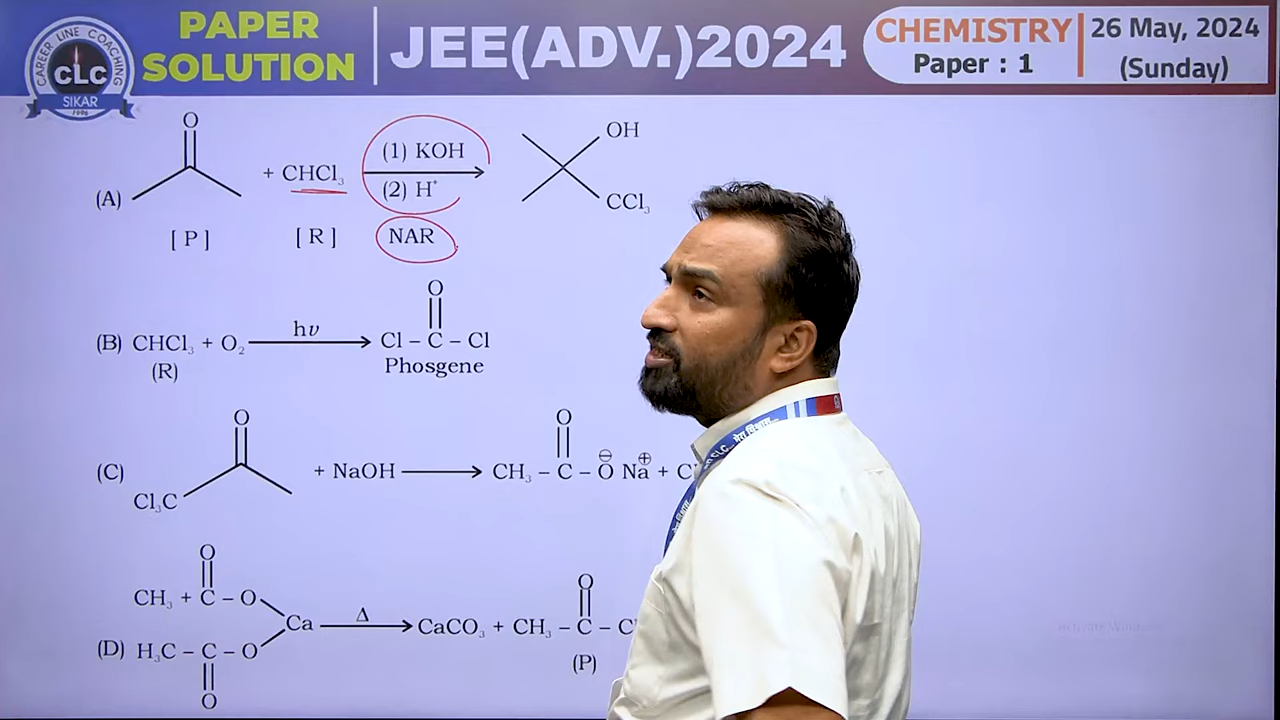 CAREER LINE COACHING
CLC
SIKAR
1996
PAPER
SOLUTION
JEE(ADV.)2024
CHEMISTRY
Paper : 1
26 May, 2024
(Sunday)
(A) O + CHCl₃ (1) KOH (2) H⁺ OH CCl₃
[ P ] [ R ] NAR
(B) CHCl₃ + O₂ hν Cl – C – Cl O
(R) Phosgene
(C) O Cl₃C + NaOH CH₃ – C – O Na + O ⊖ ⊕
O O
CH₃ + C – O
Ca Δ CaCO₃ + CH₃ – C –
(D) H₃C – C – O (P)
O